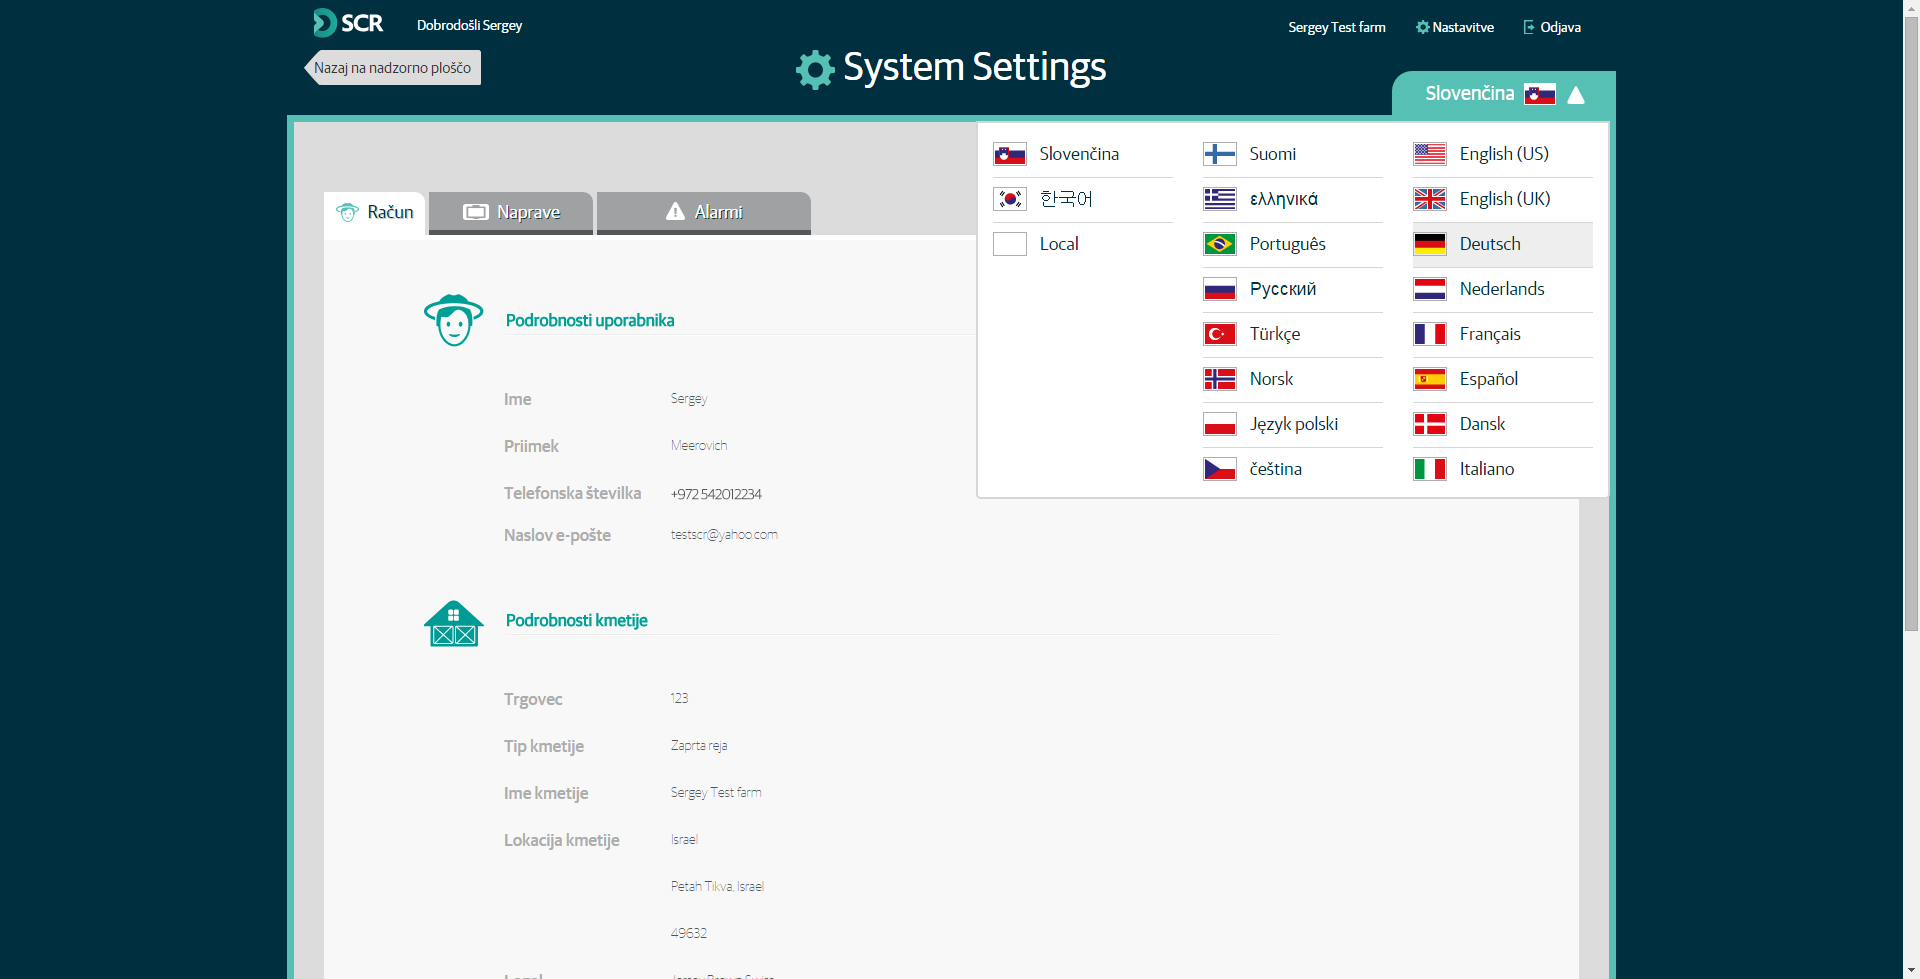 SCR
Dobrodošli Sergey
Sergey Test farm
Nastavitve
Odjava
Nazaj na nadzorno ploščo
System Settings
Slovenčina
Slovenčina
한국어
Local
Suomi
ελληνικά
Português
Русский
Türkçe
Norsk
Język polski
čeština
English (US)
English (UK)
Deutsch
Nederlands
Français
Español
Dansk
Italiano
Račun
Naprave
Alarmi
Podrobnosti uporabnika
Ime Sergey
Priimek Meerovich
Telefonska številka +972 542012234
Naslov e-pošte testscr@yahoo.com
Podrobnosti kmetije
Trgovec 123
Tip kmetije Zaprta reja
Ime kmetije Sergey Test farm
Lokacija kmetije Israel
Petah Tikva, Israel
49632